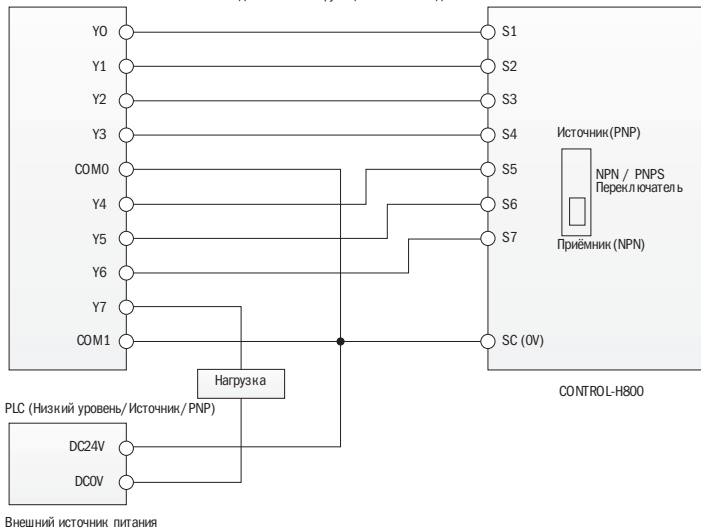 Y0
S1
Y1
S2
Y2
S3
Y3
S4
Источник (PNP)
COM0
S5
NPN / PNPS
Переключатель
Y4
S6
Y5
S7
Приёмник (NPN)
Y6
Y7
COM1
SC (0V)
Нагрузка
CONTROL-H800
PLC (Низкий уровень/Источник/PNP)
DC24V
DC0V
Внешний источник питания